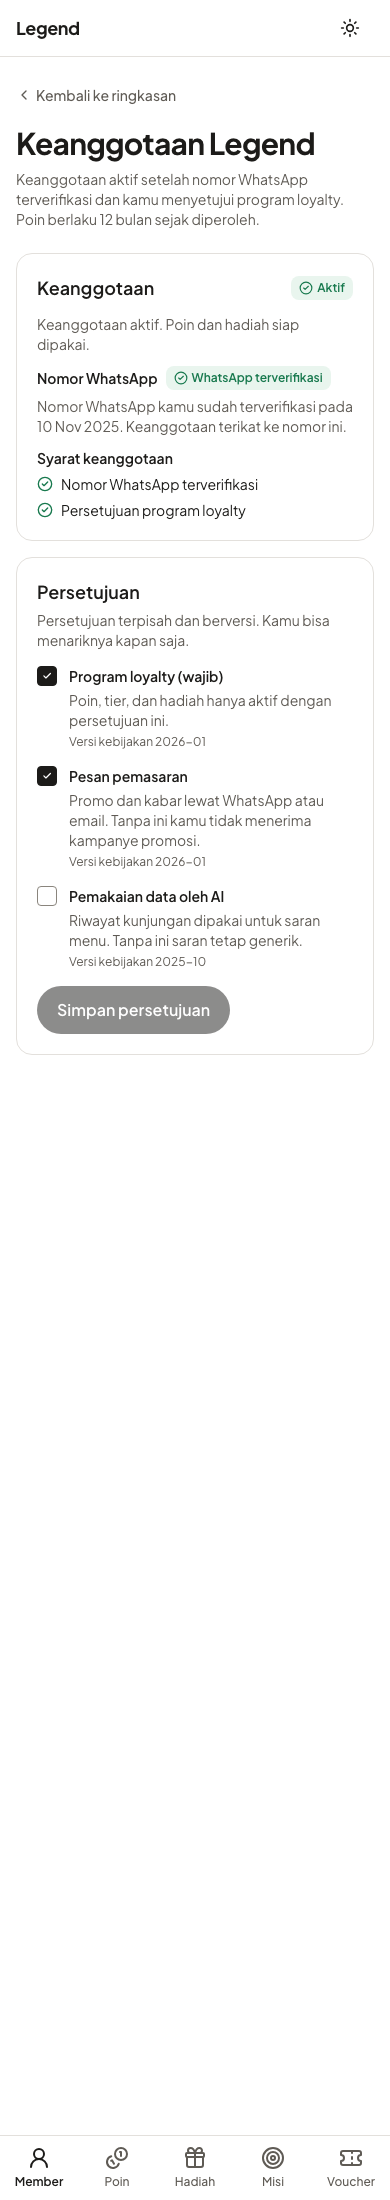 Legend
Kembali ke ringkasan
Keanggotaan Legend
Keanggotaan aktif setelah nomor WhatsApp
terverifikasi dan kamu menyetujui program loyalty.
Poin berlaku 12 bulan sejak diperoleh.
Keanggotaan
Aktif
Keanggotaan aktif. Poin dan hadiah siap
dipakai.
Nomor WhatsApp WhatsApp terverifikasi
Nomor WhatsApp kamu sudah terverifikasi pada
10 Nov 2025. Keanggotaan terikat ke nomor ini.
Syarat keanggotaan
Nomor WhatsApp terverifikasi
Persetujuan program loyalty
Persetujuan
Persetujuan terpisah dan berversi. Kamu bisa
menariknya kapan saja.
Program loyalty (wajib)
Poin, tier, dan hadiah hanya aktif dengan
persetujuan ini.
Versi kebijakan 2026-01
Pesan pemasaran
Promo dan kabar lewat WhatsApp atau
email. Tanpa ini kamu tidak menerima
kampanye promosi.
Versi kebijakan 2026-01
Pemakaian data oleh AI
Riwayat kunjungan dipakai untuk saran
menu. Tanpa ini saran tetap generik.
Versi kebijakan 2025-10
Simpan persetujuan
Member Poin Hadiah Misi Voucher